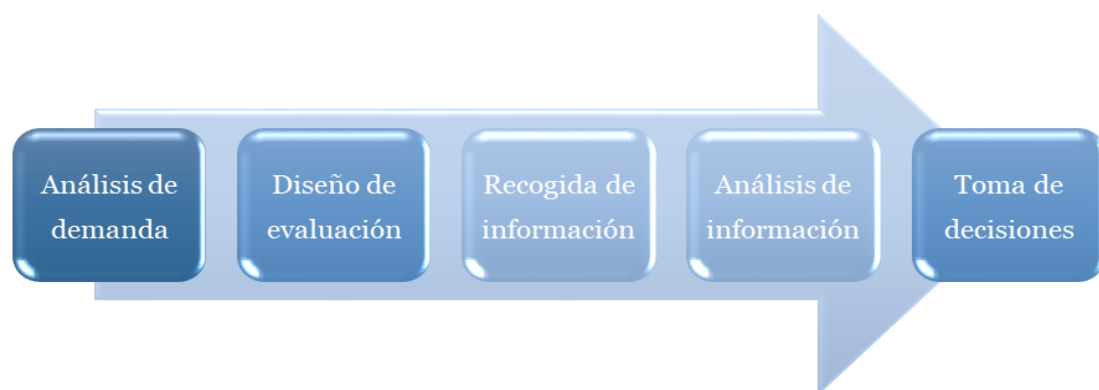 Análisis de
demanda
Diseño de
evaluación
Recogida de
información
Análisis de
información
Toma de
decisiones